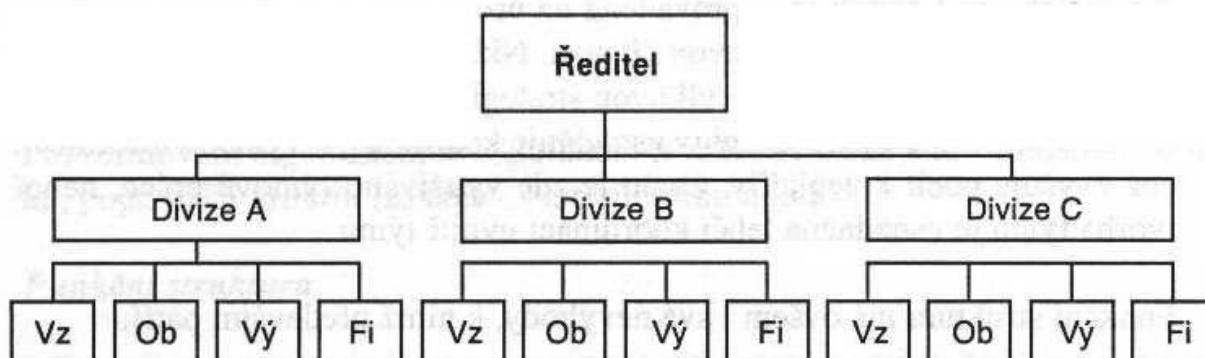 Ředitel
Divize A Divize B Divize C
Vz Ob Vý Fi Vz Ob Vý Fi Vz Ob Vý Fi